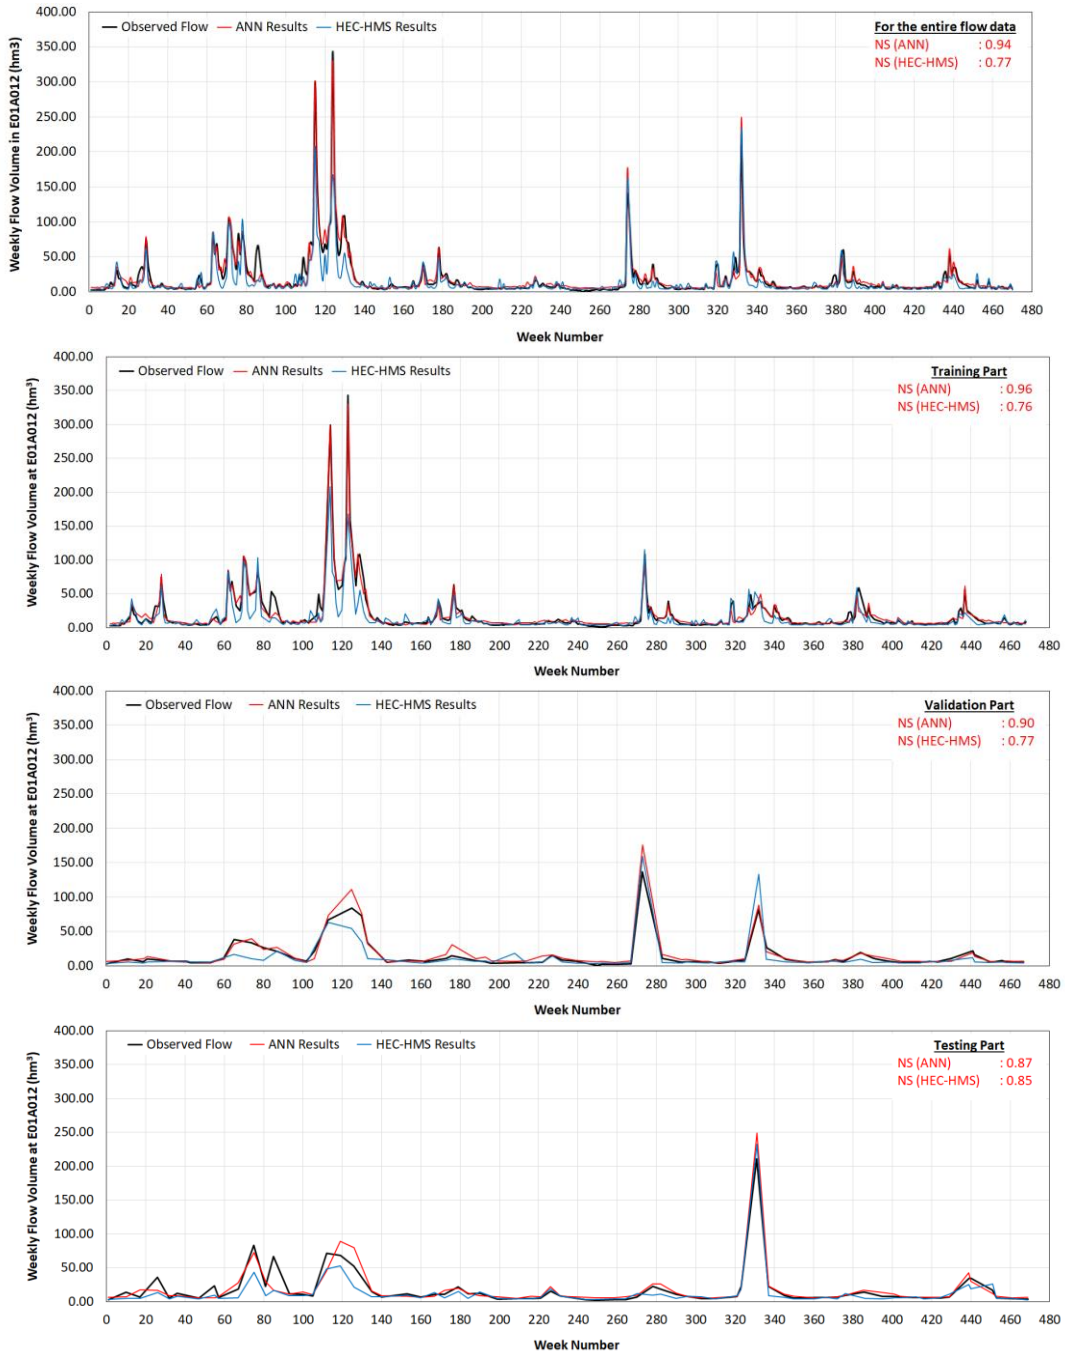 Observed Flow ANN Results HEC-HMS Results
For the entire flow data
NS (ANN) : 0.94
NS (HEC-HMS) : 0.77
Weekly Flow Volume in E01A012 (hm3)
400.00
350.00
300.00
250.00
200.00
150.00
100.00
50.00
0.00
0 20 40 60 80 100 120 140 160 180 200 220 240 260 280 300 320 340 360 380 400 420 440 460 480
Week Number
Observed Flow ANN Results HEC-HMS Results
Training Part
NS (ANN) : 0.96
NS (HEC-HMS) : 0.76
Weekly Flow Volume at E01A012 (hm³)
400.00
350.00
300.00
250.00
200.00
150.00
100.00
50.00
0.00
0 20 40 60 80 100 120 140 160 180 200 220 240 260 280 300 320 340 360 380 400 420 440 460 480
Week Number
Observed Flow ANN Results HEC-HMS Results
Validation Part
NS (ANN) : 0.90
NS (HEC-HMS) : 0.77
Weekly Flow Volume at E01A012 (hm³)
400.00
350.00
300.00
250.00
200.00
150.00
100.00
50.00
0.00
0 20 40 60 80 100 120 140 160 180 200 220 240 260 280 300 320 340 360 380 400 420 440 460 480
Week Number
Observed Flow ANN Results HEC-HMS Results
Testing Part
NS (ANN) : 0.87
NS (HEC-HMS) : 0.85
Weekly Flow Volume at E01A012 (hm³)
400.00
350.00
300.00
250.00
200.00
150.00
100.00
50.00
0.00
0 20 40 60 80 100 120 140 160 180 200 220 240 260 280 300 320 340 360 380 400 420 440 460 480
Week Number